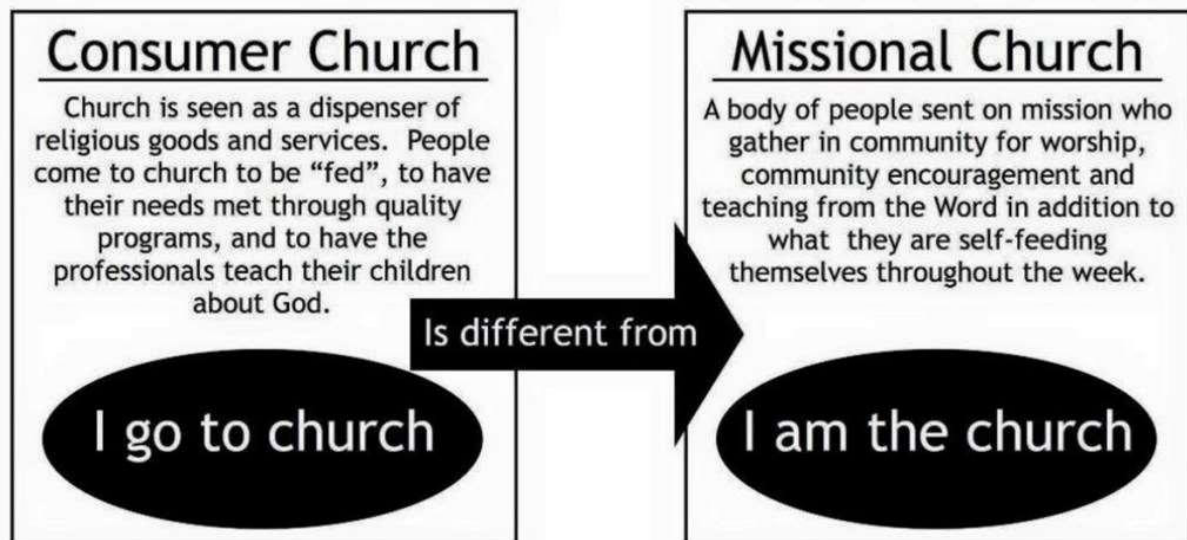 Consumer Church
Church is seen as a dispenser of
religious goods and services. People
come to church to be “fed”, to have
their needs met through quality
programs, and to have the
professionals teach their children
about God.
I go to church
Is different from
Missional Church
A body of people sent on mission who
gather in community for worship,
community encouragement and
teaching from the Word in addition to
what they are self-feeding
themselves throughout the week.
I am the church